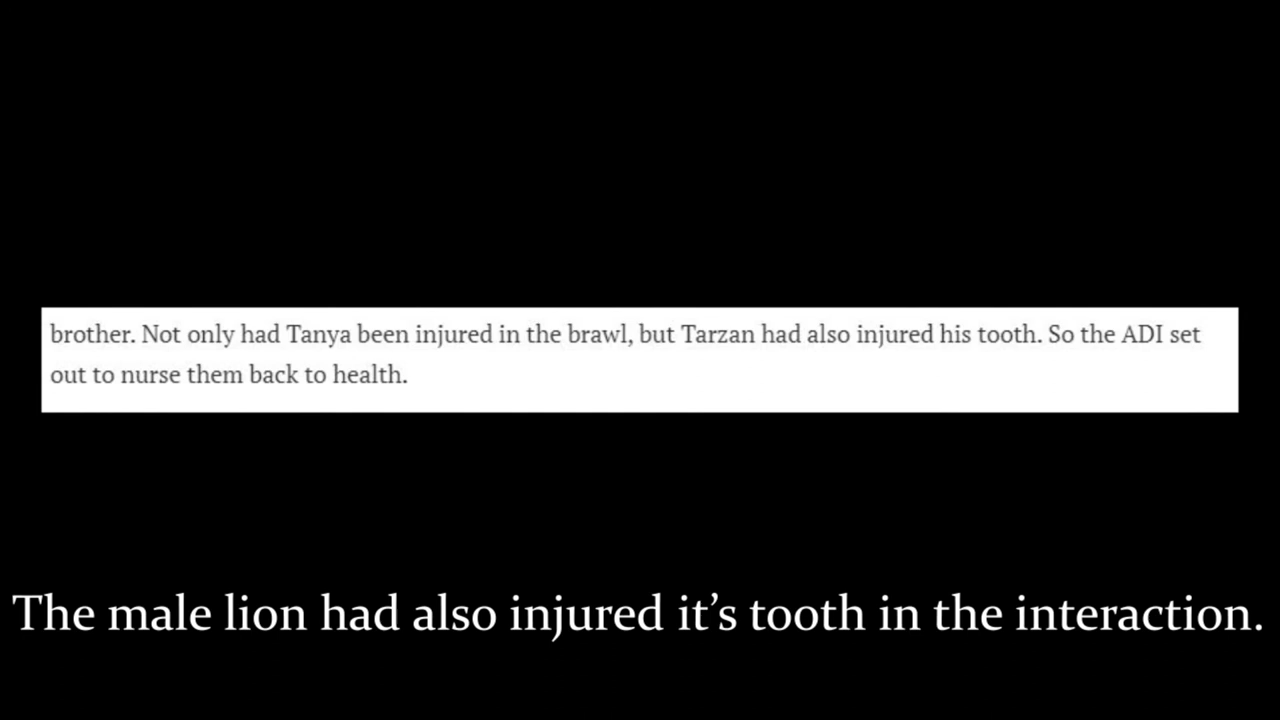 brother. Not only had Tanya been injured in the brawl, but Tarzan had also injured his tooth. So the ADI set
out to nurse them back to health.
The male lion had also injured it’s tooth in the interaction.